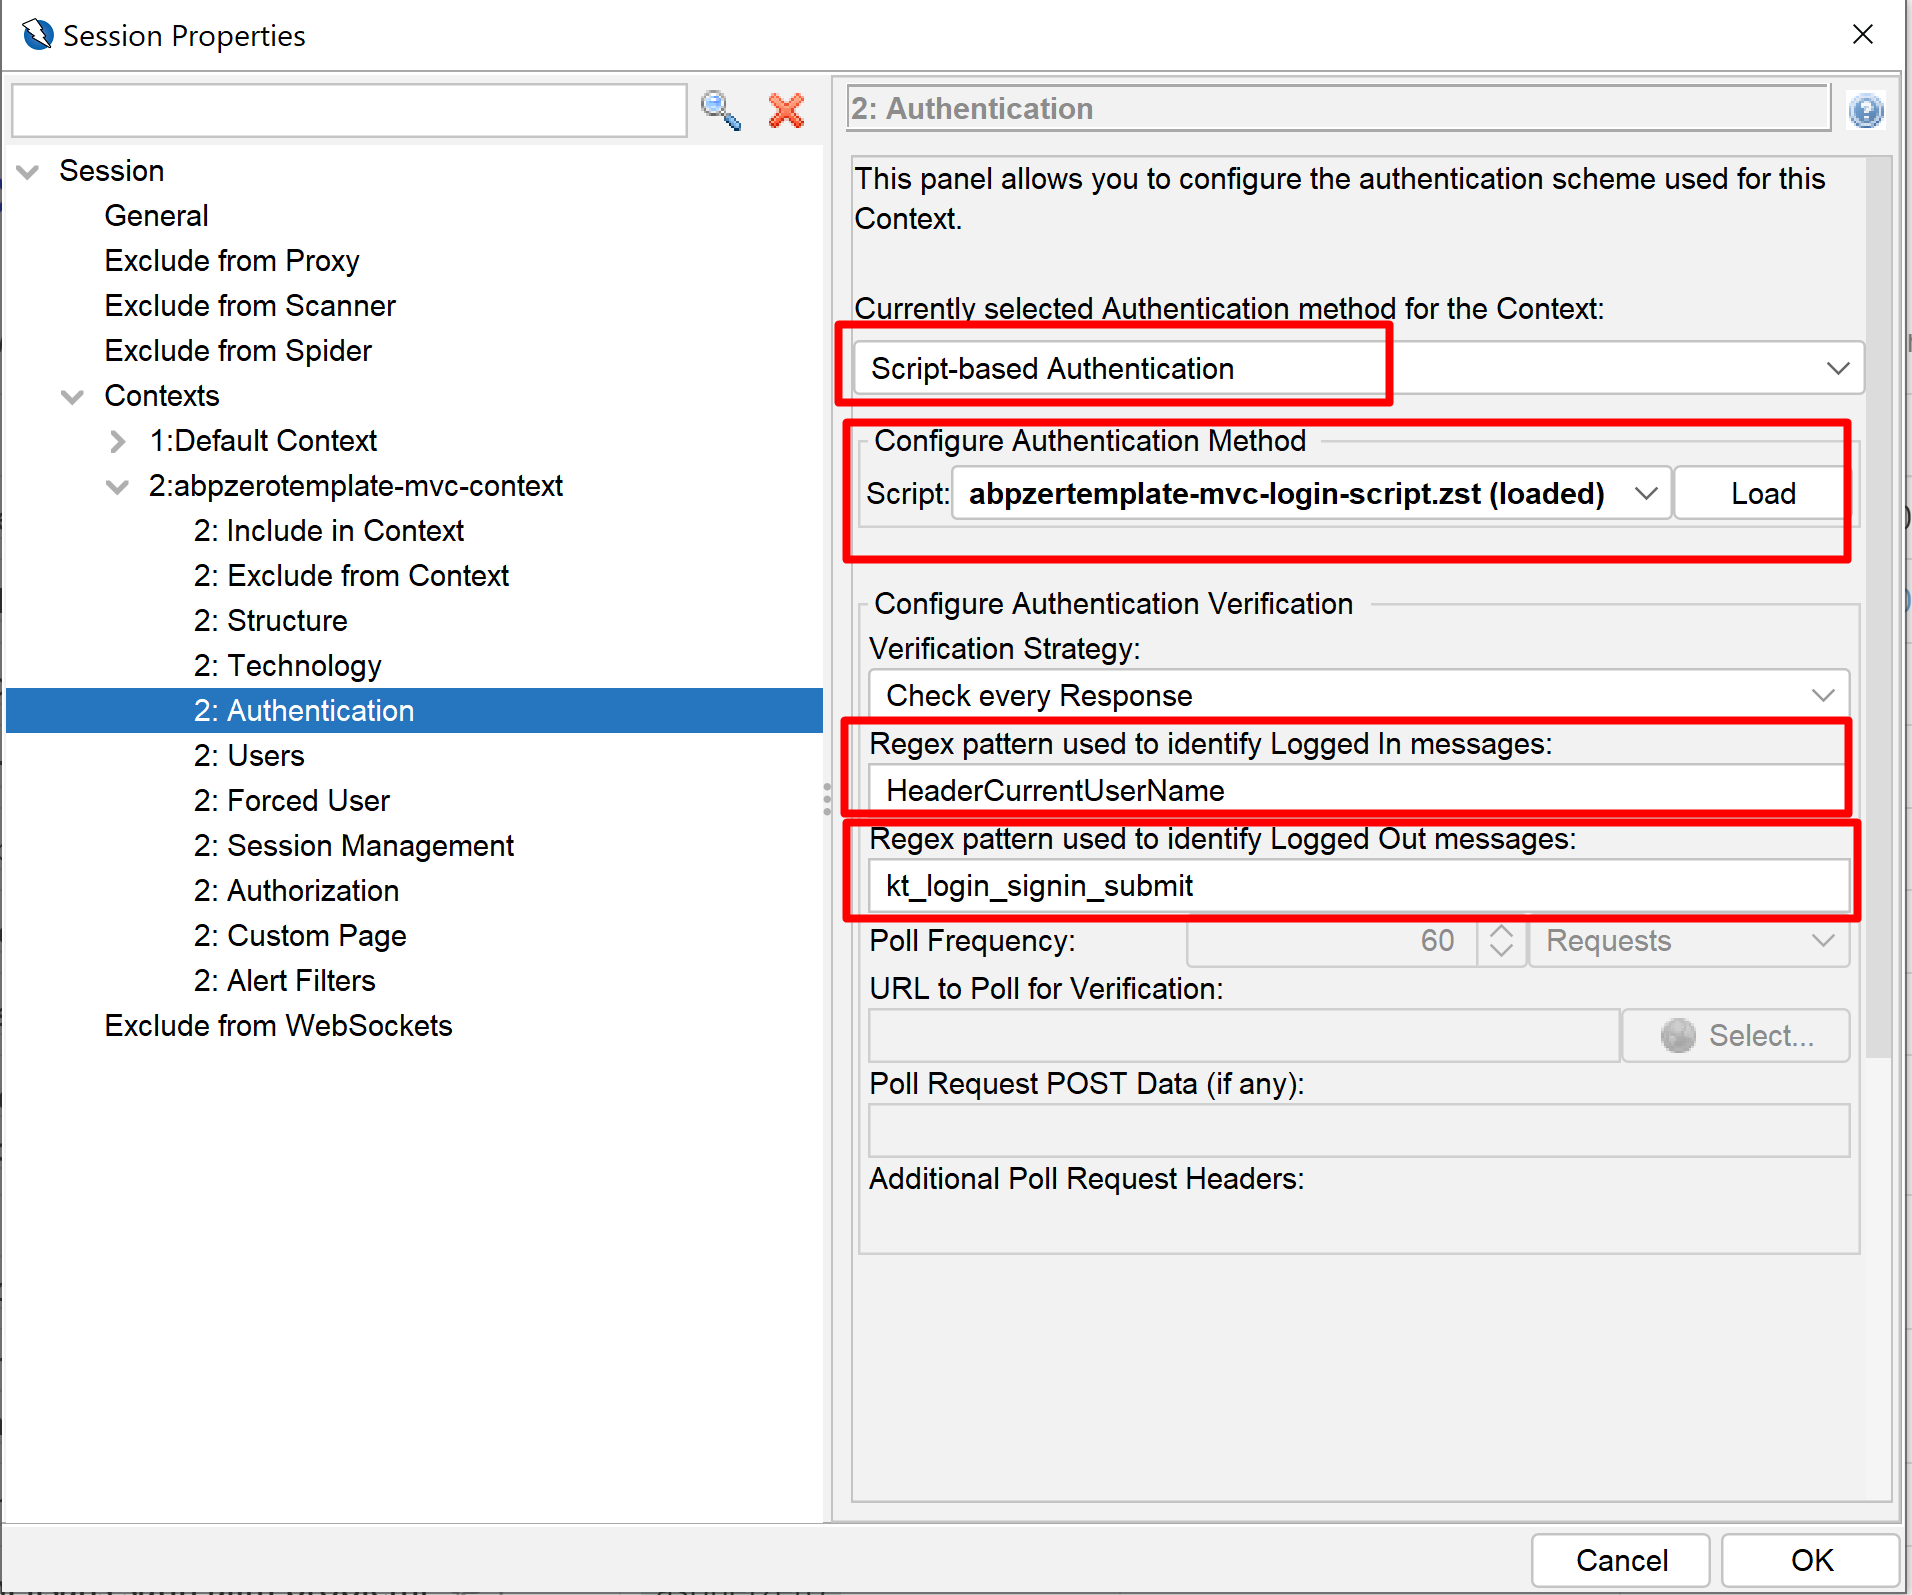 Session Properties
2: Authentication
Session
General
Exclude from Proxy
Exclude from Scanner
Exclude from Spider
Contexts
1:Default Context
2:abpzerotemplate-mvc-context
2: Include in Context
2: Exclude from Context
2: Structure
2: Technology
2: Authentication
2: Users
2: Forced User
2: Session Management
2: Authorization
2: Custom Page
2: Alert Filters
Exclude from WebSockets
This panel allows you to configure the authentication scheme used for this
Context.
Currently selected Authentication method for the Context:
Script-based Authentication
Configure Authentication Method
Script: abpzertemplate-mvc-login-script.zst (loaded) Load
Configure Authentication Verification
Verification Strategy:
Check every Response
Regex pattern used to identify Logged In messages:
HeaderCurrentUserName
Regex pattern used to identify Logged Out messages:
kt_login_signin_submit
Poll Frequency: 60 Requests
URL to Poll for Verification:
Select...
Poll Request POST Data (if any):
Additional Poll Request Headers:
Cancel OK